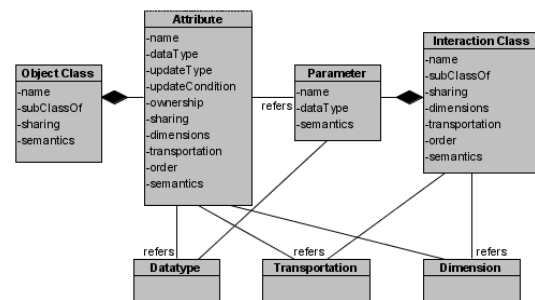 Attribute
-name
-dataType
-updateType
-updateCondition
-ownership
-sharing
-dimensions
-transportation
-order
-semantics
Object Class
-name
-subClassOf
-sharing
-semantics
Parameter
-name
-dataType
-semantics
refers
Interaction Class
-name
-subClassOf
-sharing
-dimensions
-transportation
-order
-semantics
refers
refers
refers
Datatype
Transportation
Dimension